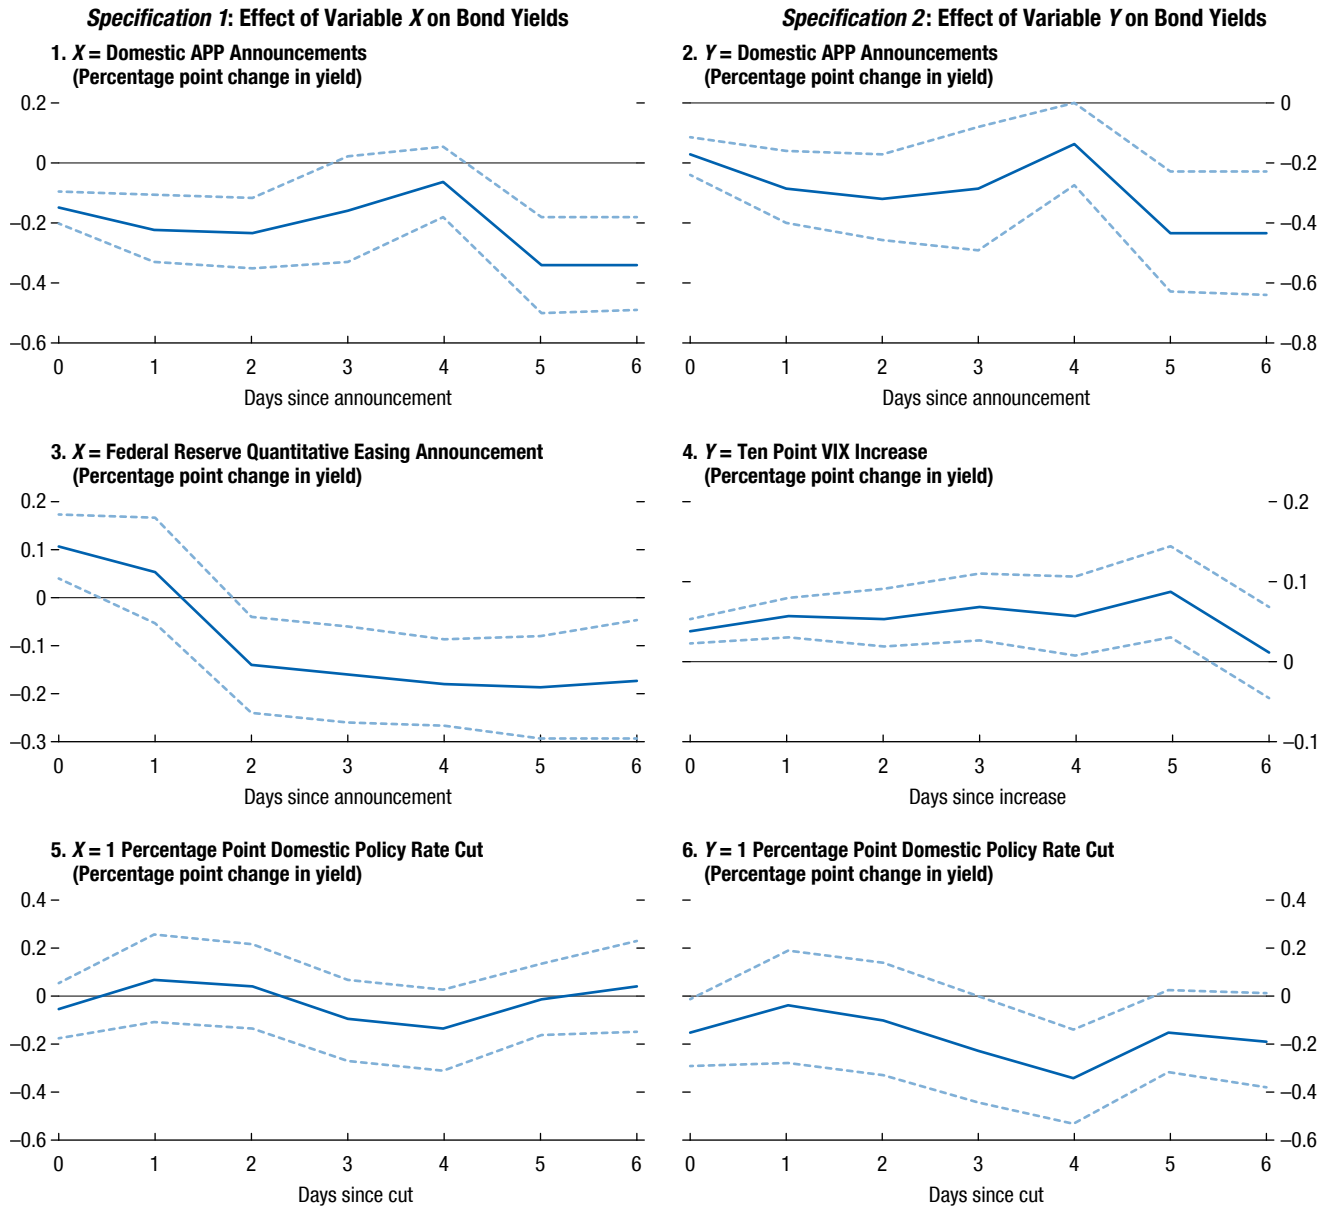 Specification 1: Effect of Variable X on Bond Yields
Specification 2: Effect of Variable Y on Bond Yields
1. X = Domestic APP Announcements
(Percentage point change in yield)
0.2
0
–0.2
–0.4
–0.6
0 1 2 3 4 5 6
Days since announcement
2. Y = Domestic APP Announcements
(Percentage point change in yield)
0
–0.2
–0.4
–0.6
–0.8
0 1 2 3 4 5 6
Days since announcement
3. X = Federal Reserve Quantitative Easing Announcement
(Percentage point change in yield)
0.2
0.1
0
–0.1
–0.2
–0.3
0 1 2 3 4 5 6
Days since announcement
4. Y = Ten Point VIX Increase
(Percentage point change in yield)
0.2
0.1
0
–0.1
0 1 2 3 4 5 6
Days since increase
5. X = 1 Percentage Point Domestic Policy Rate Cut
(Percentage point change in yield)
0.4
0.2
0
–0.2
–0.4
–0.6
0 1 2 3 4 5 6
Days since cut
6. Y = 1 Percentage Point Domestic Policy Rate Cut
(Percentage point change in yield)
0.4
0.2
0
–0.2
–0.4
–0.6
0 1 2 3 4 5 6
Days since cut